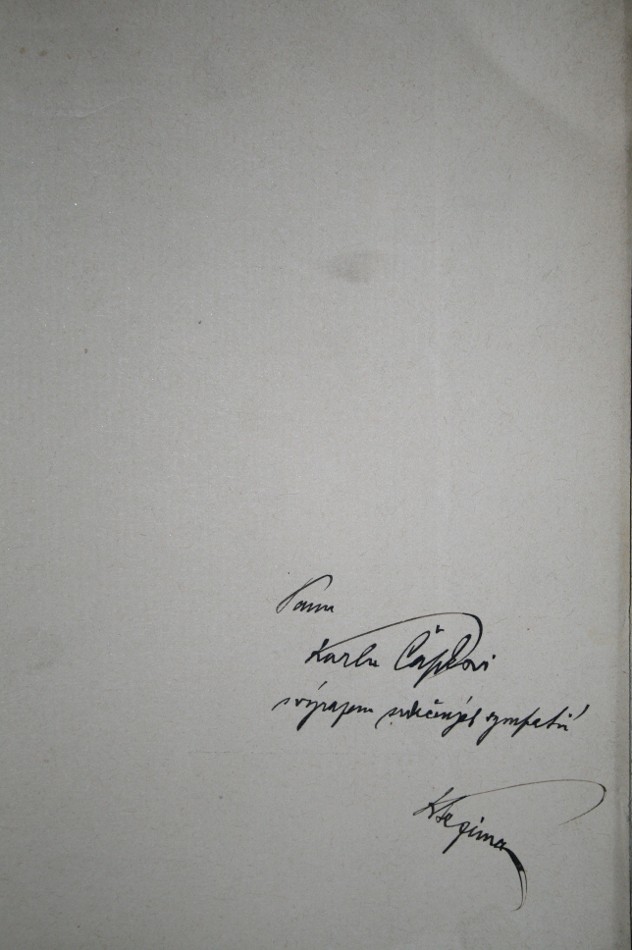 Panu
Karlu Čapkovi
s výrazem srdečných sympatií